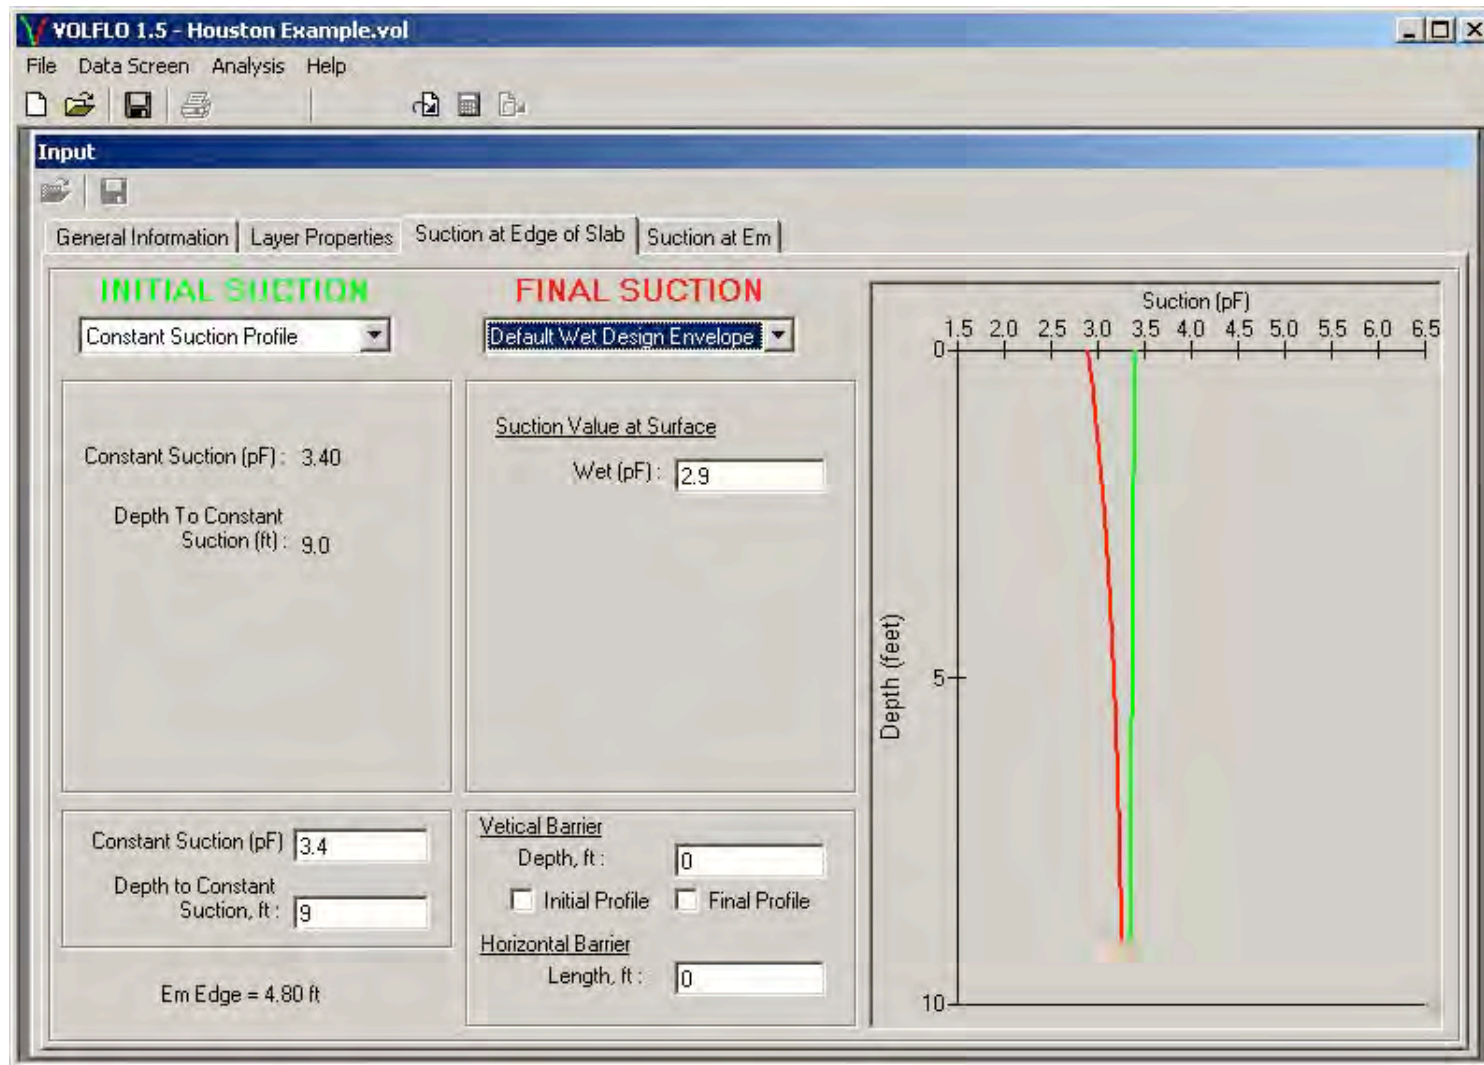 VOLFLO 1.5 - Houston Example.vol
File Data Screen Analysis Help
Input
General Information Layer Properties Suction at Edge of Slab Suction at Em
INITIAL SUCTION
Constant Suction Profile
Constant Suction (pF) : 3.40
Depth To Constant
Suction (ft) : 9.0
Constant Suction (pF) 3.4
Depth to Constant
Suction, ft : 9
Em Edge = 4.80 ft
FINAL SUCTION
Default Wet Design Envelope
Suction Value at Surface
Wet (pF) : 2.9
Vetical Barrier
Depth, ft : 0
Initial Profile Final Profile
Horizontal Barrier
Length, ft : 0
Suction (pF)
1.5 2.0 2.5 3.0 3.5 4.0 4.5 5.0 5.5 6.0 6.5
0
Depth (feet)
5
10